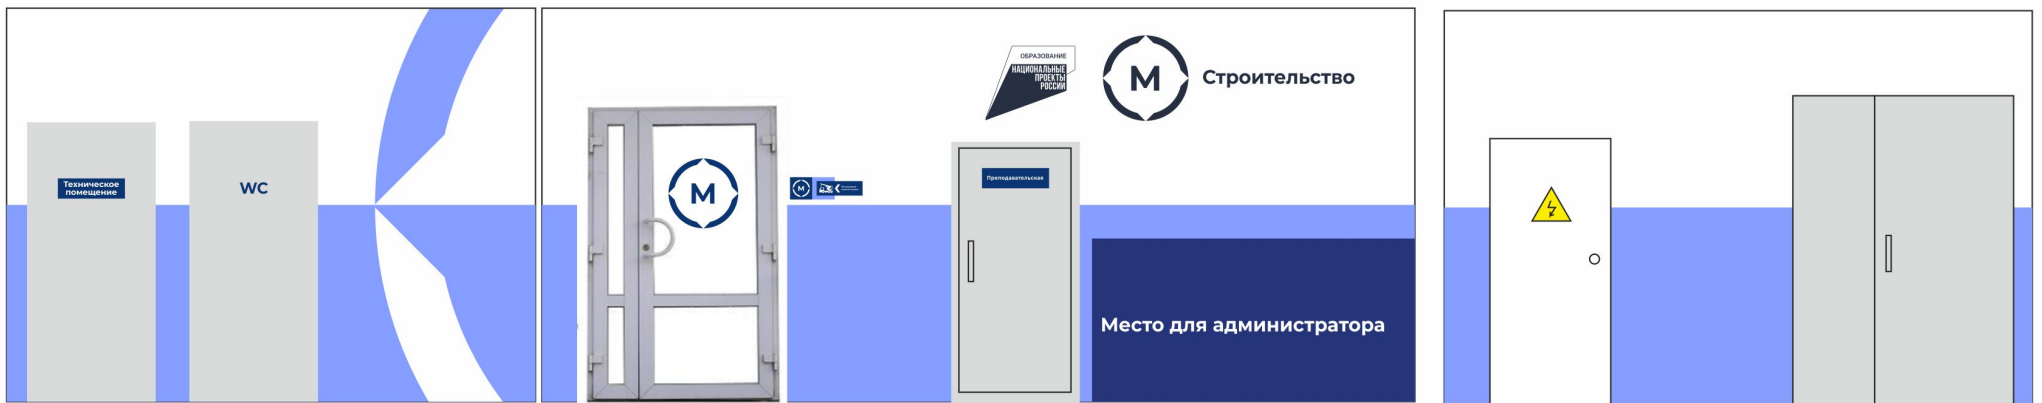 Техническое
помещение
WC
М
М
ОБРАЗОВАНИЕ
НАЦИОНАЛЬНЫЕ
ПРОЕКТЫ
РОССИИ
М
Строительство
Преподавательская
Место для администратора